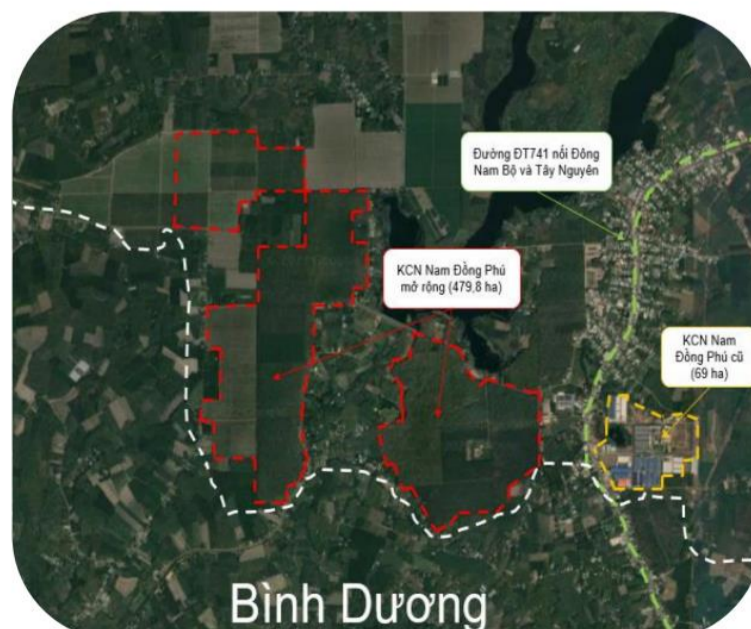 Đường ĐT741 nối Đông
Nam Bộ và Tây Nguyên
KCN Nam Đồng Phú
mở rộng (479,8 ha)
KCN Nam
Đồng Phú cũ
(69 ha)
Bình Dương